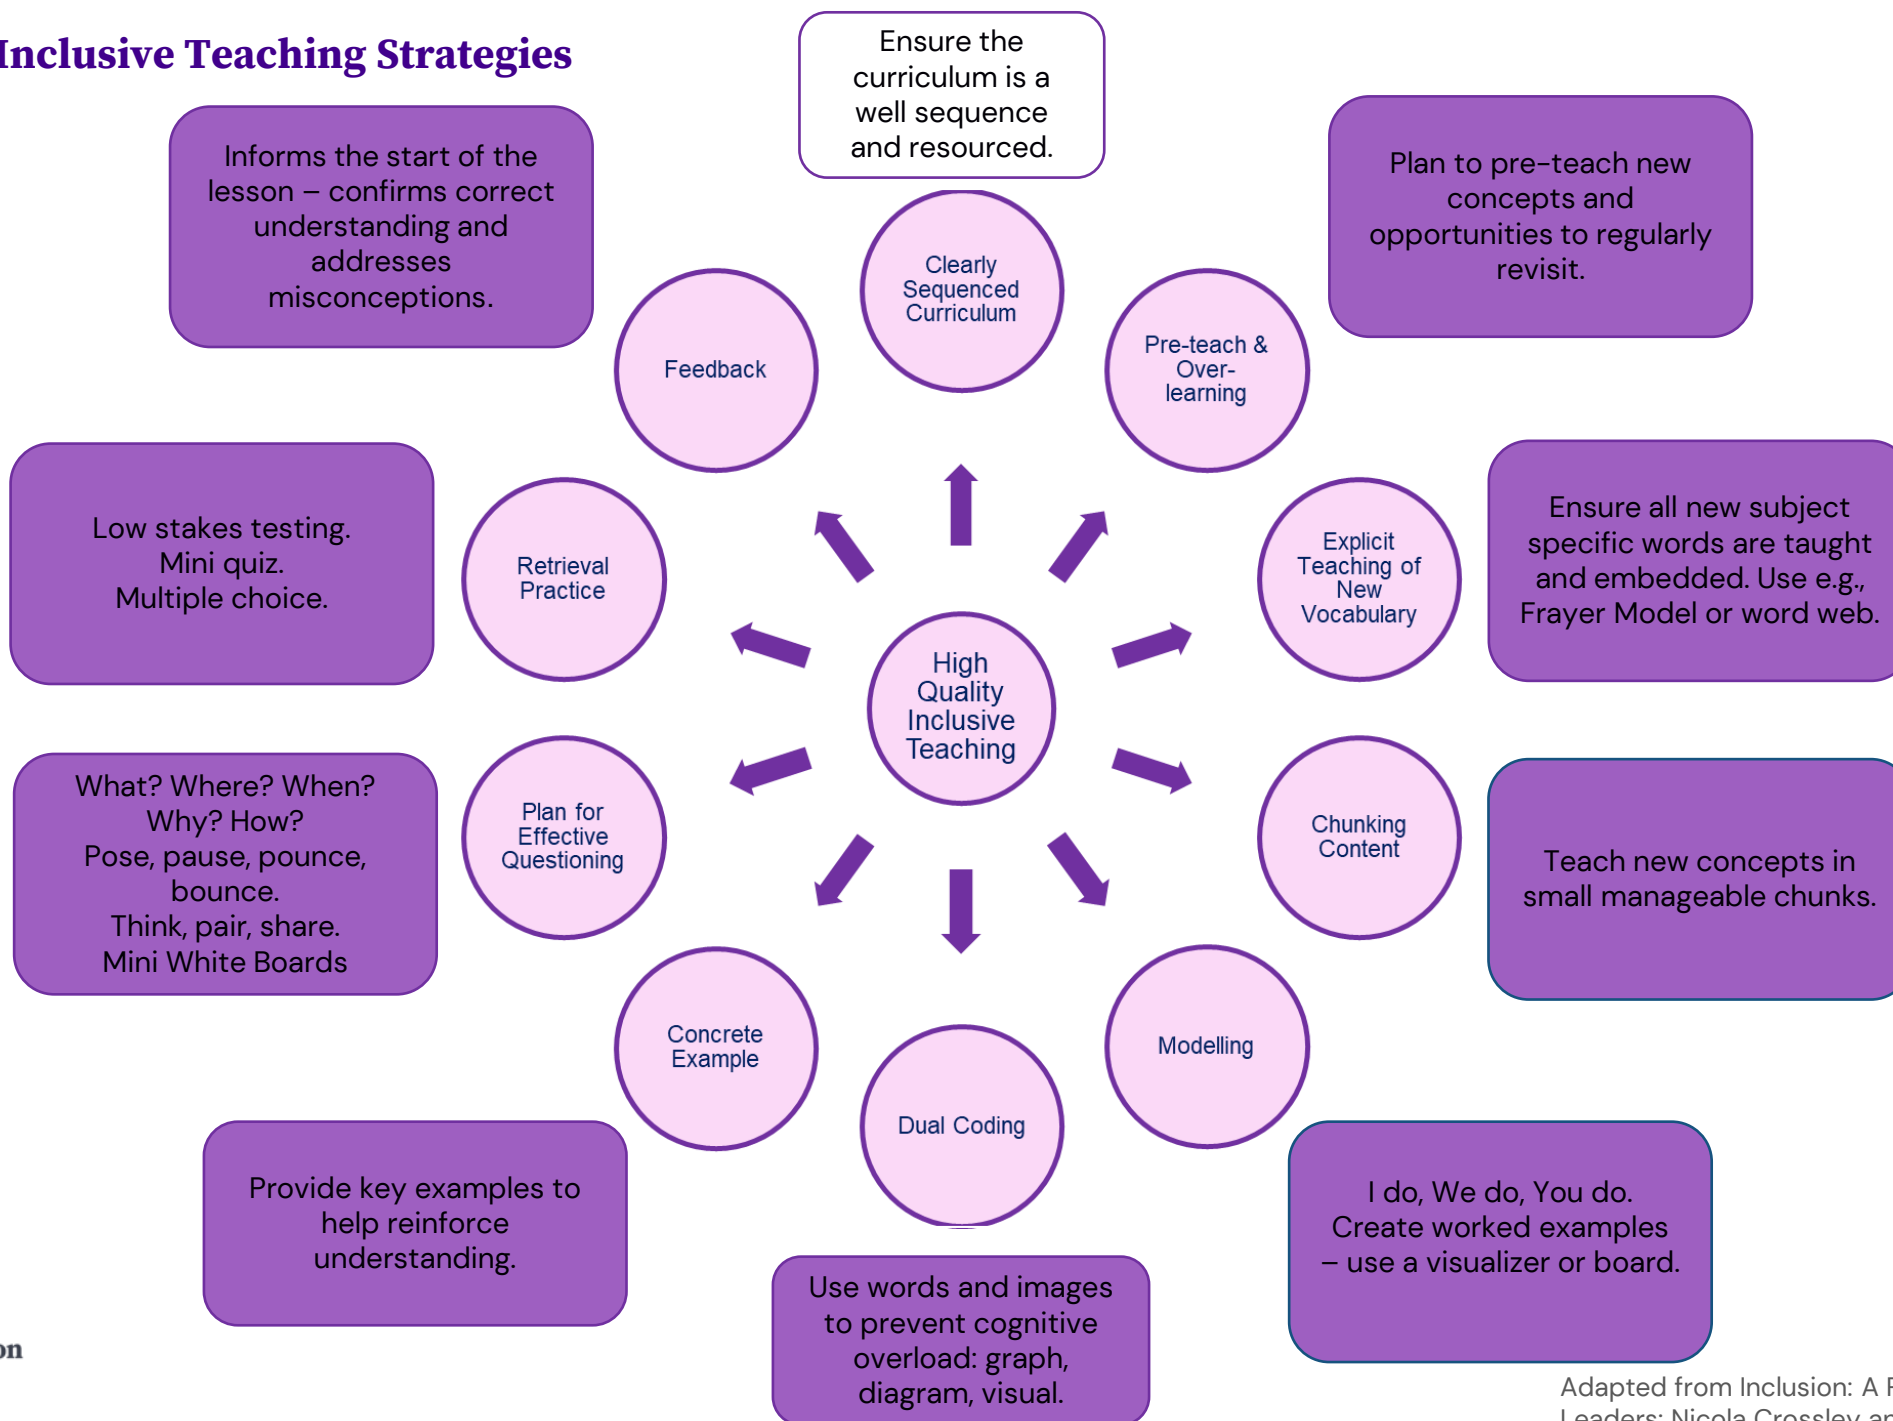 Inclusive Teaching Strategies
Ensure the
curriculum is a
well sequence
and resourced.
Informs the start of the
lesson – confirms correct
understanding and
addresses
misconceptions.
Plan to pre-teach new
concepts and
opportunities to regularly
revisit.
Clearly
Sequenced
Curriculum
Feedback
Pre-teach &
Over-
learning
Low stakes testing.
Mini quiz.
Multiple choice.
Retrieval
Practice
Explicit
Teaching of
New
Vocabulary
Ensure all new subject
specific words are taught
and embedded. Use e.g.,
Frayer Model or word web.
High
Quality
Inclusive
Teaching
What? Where? When?
Why? How?
Pose, pause, pounce,
bounce.
Think, pair, share.
Mini White Boards
Plan for
Effective
Questioning
Chunking
Content
Teach new concepts in
small manageable chunks.
Concrete
Example
Modelling
Dual Coding
Provide key examples to
help reinforce
understanding.
I do, We do, You do.
Create worked examples
– use a visualizer or board.
Use words and images
to prevent cognitive
overload: graph,
diagram, visual.
on
Adapted from Inclusion: A
Leaders: Nicola Crossley